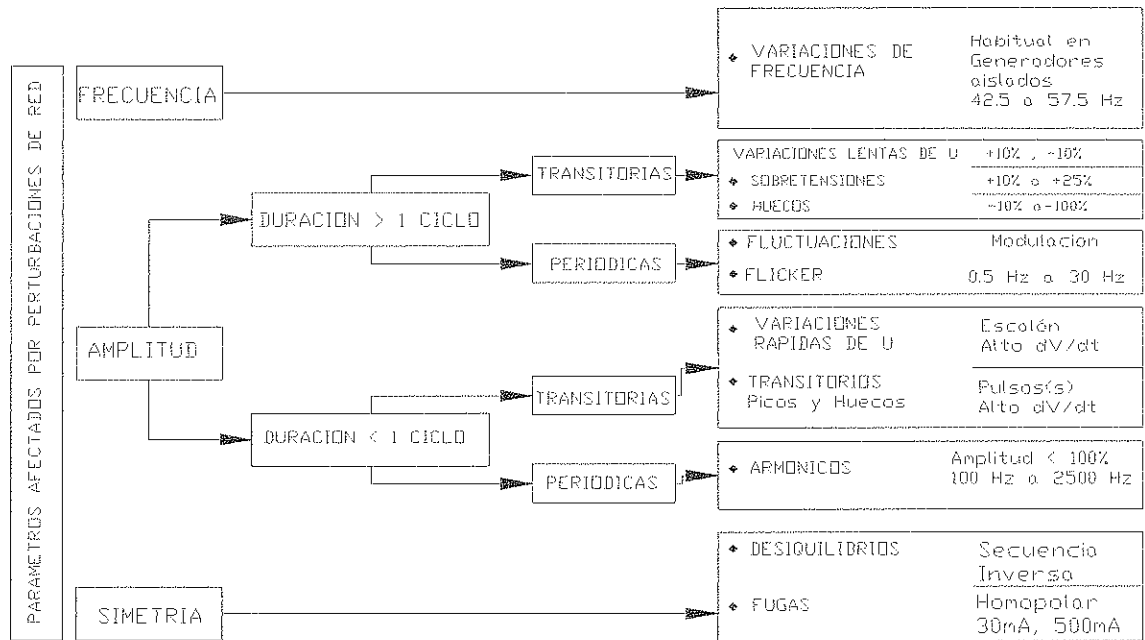 PARAMETROS AFECTADOS POR PERTURBACIONES DE RED
FRECUENCIA
VARIACIONES DE
FRECUENCIA
Habitual en
Generadores
aislados
42.5 a 57.5 Hz
AMPLITUD
DURACION > 1 CICLO
TRANSITORIAS
VARIACIONES LENTAS DE U +10% , -10%
SOBRETENSIONES +10% a +25%
HUECOS -10% a -100%
PERIODICAS
FLUCTUACIONES Modulacion
FLICKER 0.5 Hz a 30 Hz
DURACION < 1 CICLO
TRANSITORIAS
VARIACIONES
RAPIDAS DE U
Escalón
Alto dV/dt
TRANSITORIOS
Picos y Huecos
Pulsos(s)
Alto dV/dt
PERIODICAS
ARMONICOS
Amplitud < 100%
100 Hz a 2500 Hz
SIMETRIA
DESIQUILIBRIOS
Secuencia
Inversa
FUGAS
Homopolar
30mA, 500mA